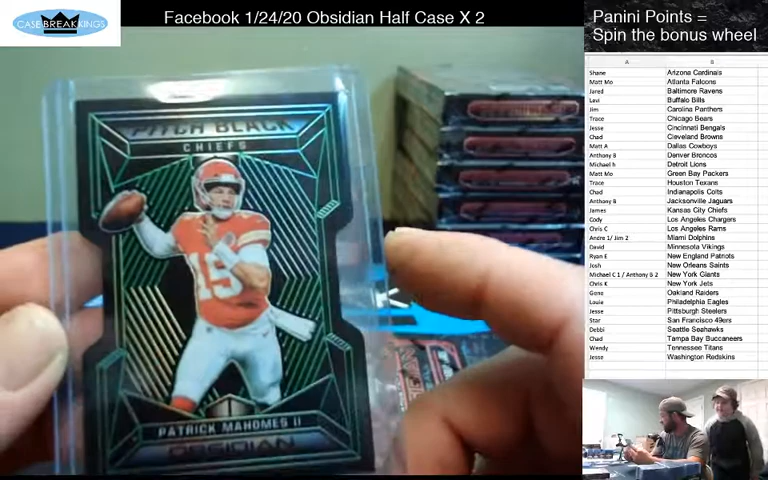 CASE BREAK KINGS
Facebook 1/24/20 Obsidian Half Case X 2
Panini Points =
Spin the bonus wheel
A B
Shane Arizona Cardinals
Matt Mo Atlanta Falcons
Jared Baltimore Ravens
Levi Buffalo Bills
Jim Carolina Panthers
Trace Chicago Bears
Jesse Cincinnati Bengals
Chad Cleveland Browns
Matt A Dallas Cowboys
Anthony B Denver Broncos
Michael h Detroit Lions
Matt Mo Green Bay Packers
Trace Houston Texans
Chad Indianapolis Colts
Anthony B Jacksonville Jaguars
James Kansas City Chiefs
Cody Los Angeles Chargers
Chris C Los Angeles Rams
Andre 1/ Jim 2 Miami Dolphins
David Minnesota Vikings
Ryan E New England Patriots
Josh New Orleans Saints
Michael C 1 / Anthony B 2 New York Giants
Chris K New York Jets
Gone Oakland Raiders
Louie Philadelphia Eagles
Jesse Pittsburgh Steelers
Star San Francisco 49ers
Debbi Seattle Seahawks
Chad Tampa Bay Buccaneers
Wendy Tennessee Titans
Jesse Washington Redskins
PITCH BLACK
CHIEFS
15
PATRICK MAHOMES II
OBSIDIAN